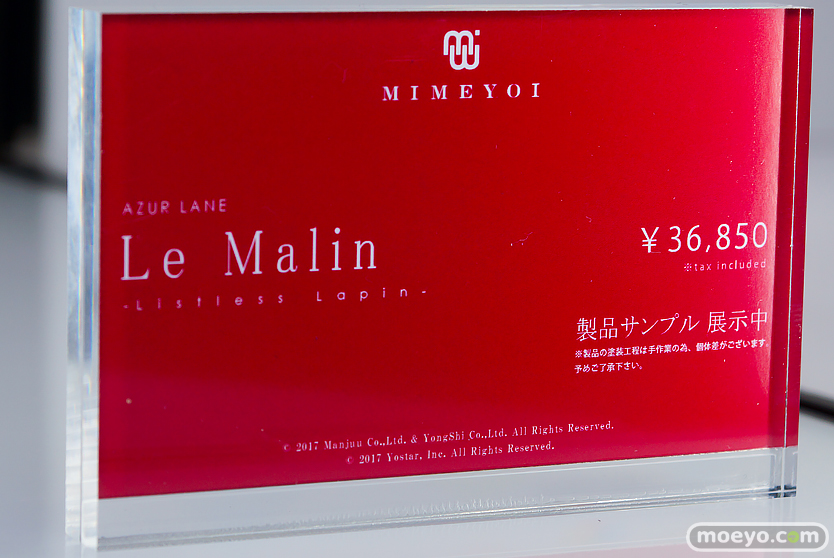 MIMEYOI
AZUR LANE
Le Malin
-Listless Lapin-
¥36,850
※tax included
製品サンプル 展示中
※製品の塗装工程は手作業の為、個体差がございます。
予めご了承下さい。
© 2017 Manjuu Co.,Ltd. & YongShi Co.,Ltd. All Rights Reserved.
© 2017 Yostar, Inc. All Rights Reserved.
moeyo.com